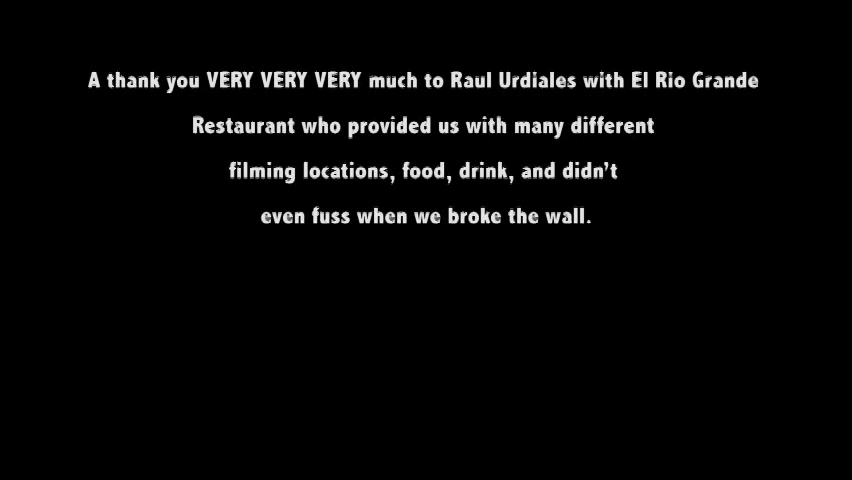 A thank you VERY VERY VERY much to Raul Urdiales with El Rio Grande
Restaurant who provided us with many different
filming locations, food, drink, and didn't
even fuss when we broke the wall.